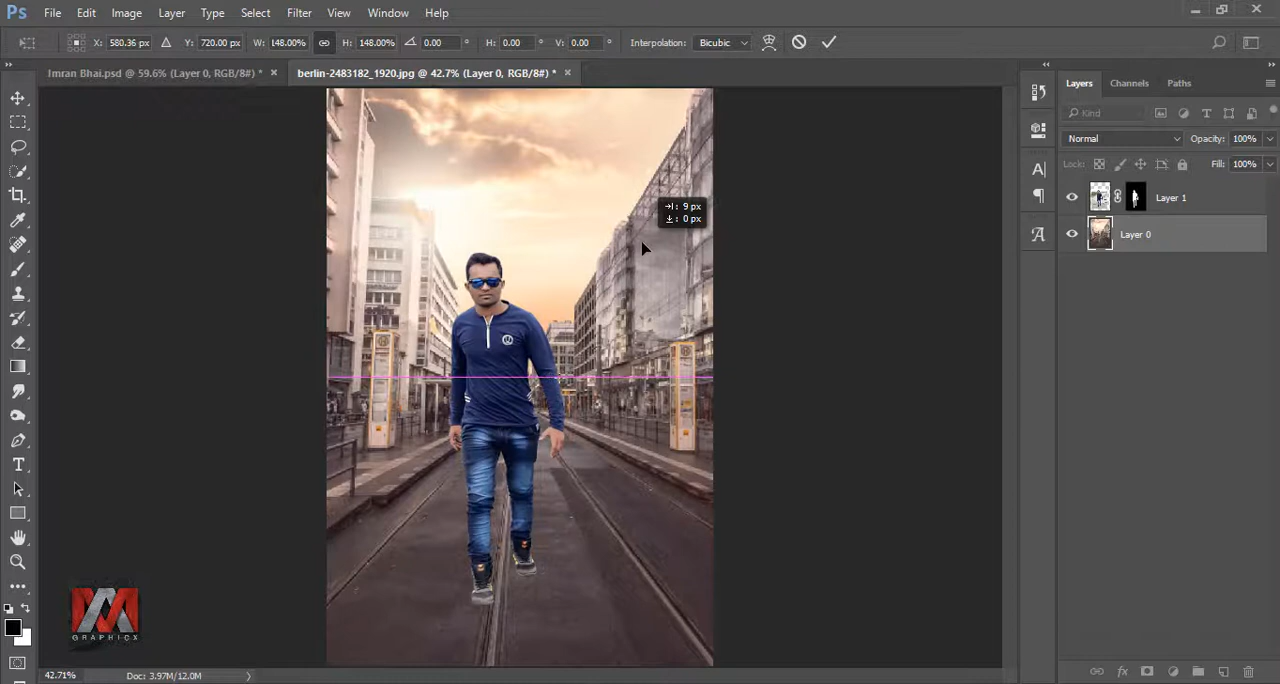 Ps File Edit Image Layer Type Select Filter View Window Help
X: 580.36 px Y: 720.00 px W: 148.00% H: 148.00% 0.00 ° H: 0.00 ° V: 0.00 ° Interpolation: Bicubic
Imran Bhai.psd @ 59.6% (Layer 0, RGB/8#) * × berlin-2483182_1920.jpg @ 42.7% (Layer 0, RGB/8#) * ×
Layers Channels Paths
Kind
Normal Opacity: 100%
Lock: Fill: 100%
Layer 1
Layer 0
: 9 px
: 0 px
GRAPHICX
42.71% Doc: 3.97M/12.0M